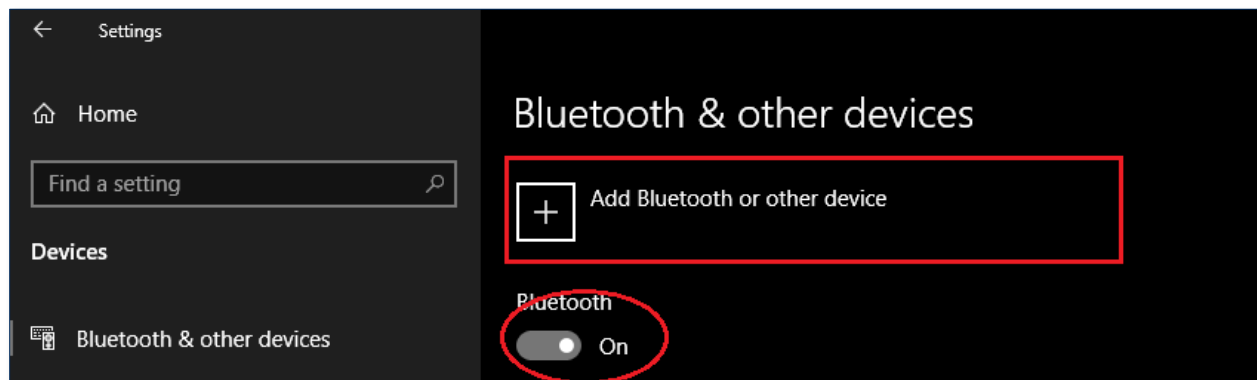 Settings
Home
Find a setting
Devices
Bluetooth & other devices
Bluetooth & other devices
Add Bluetooth or other device
Bluetooth
On